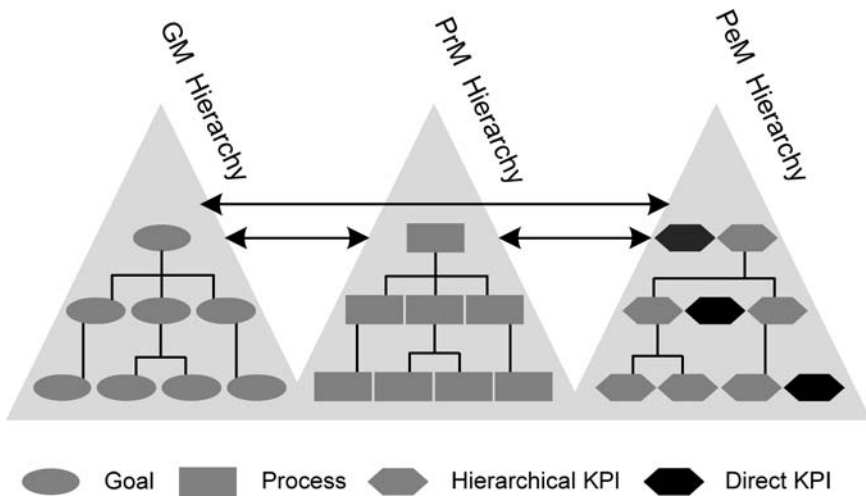 GM Hierarchy
PrM Hierarchy
PeM Hierarchy
Goal
Process
Hierarchical KPI
Direct KPI